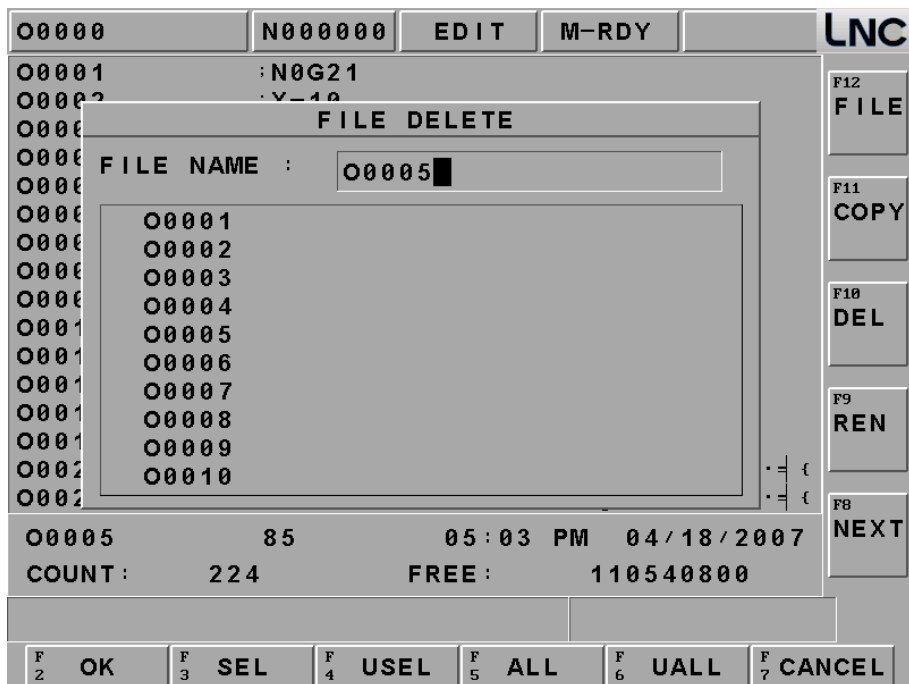 O0000 N000000 EDIT M-RDY LNC
O0001 ;N0G21
F12
FILE
FILE DELETE
FILE NAME : O0005
O0001
O0002
O0003
O0004
O0005
O0006
O0007
O0008
O0009
O0010
F11
COPY
F10
DEL
F9
REN
F8
NEXT
O0005 85 05:03 PM 04/18/2007
COUNT: 224 FREE: 110540800
F2 OK F3 SEL F4 USEL F5 ALL F6 UALL F7 CANCEL